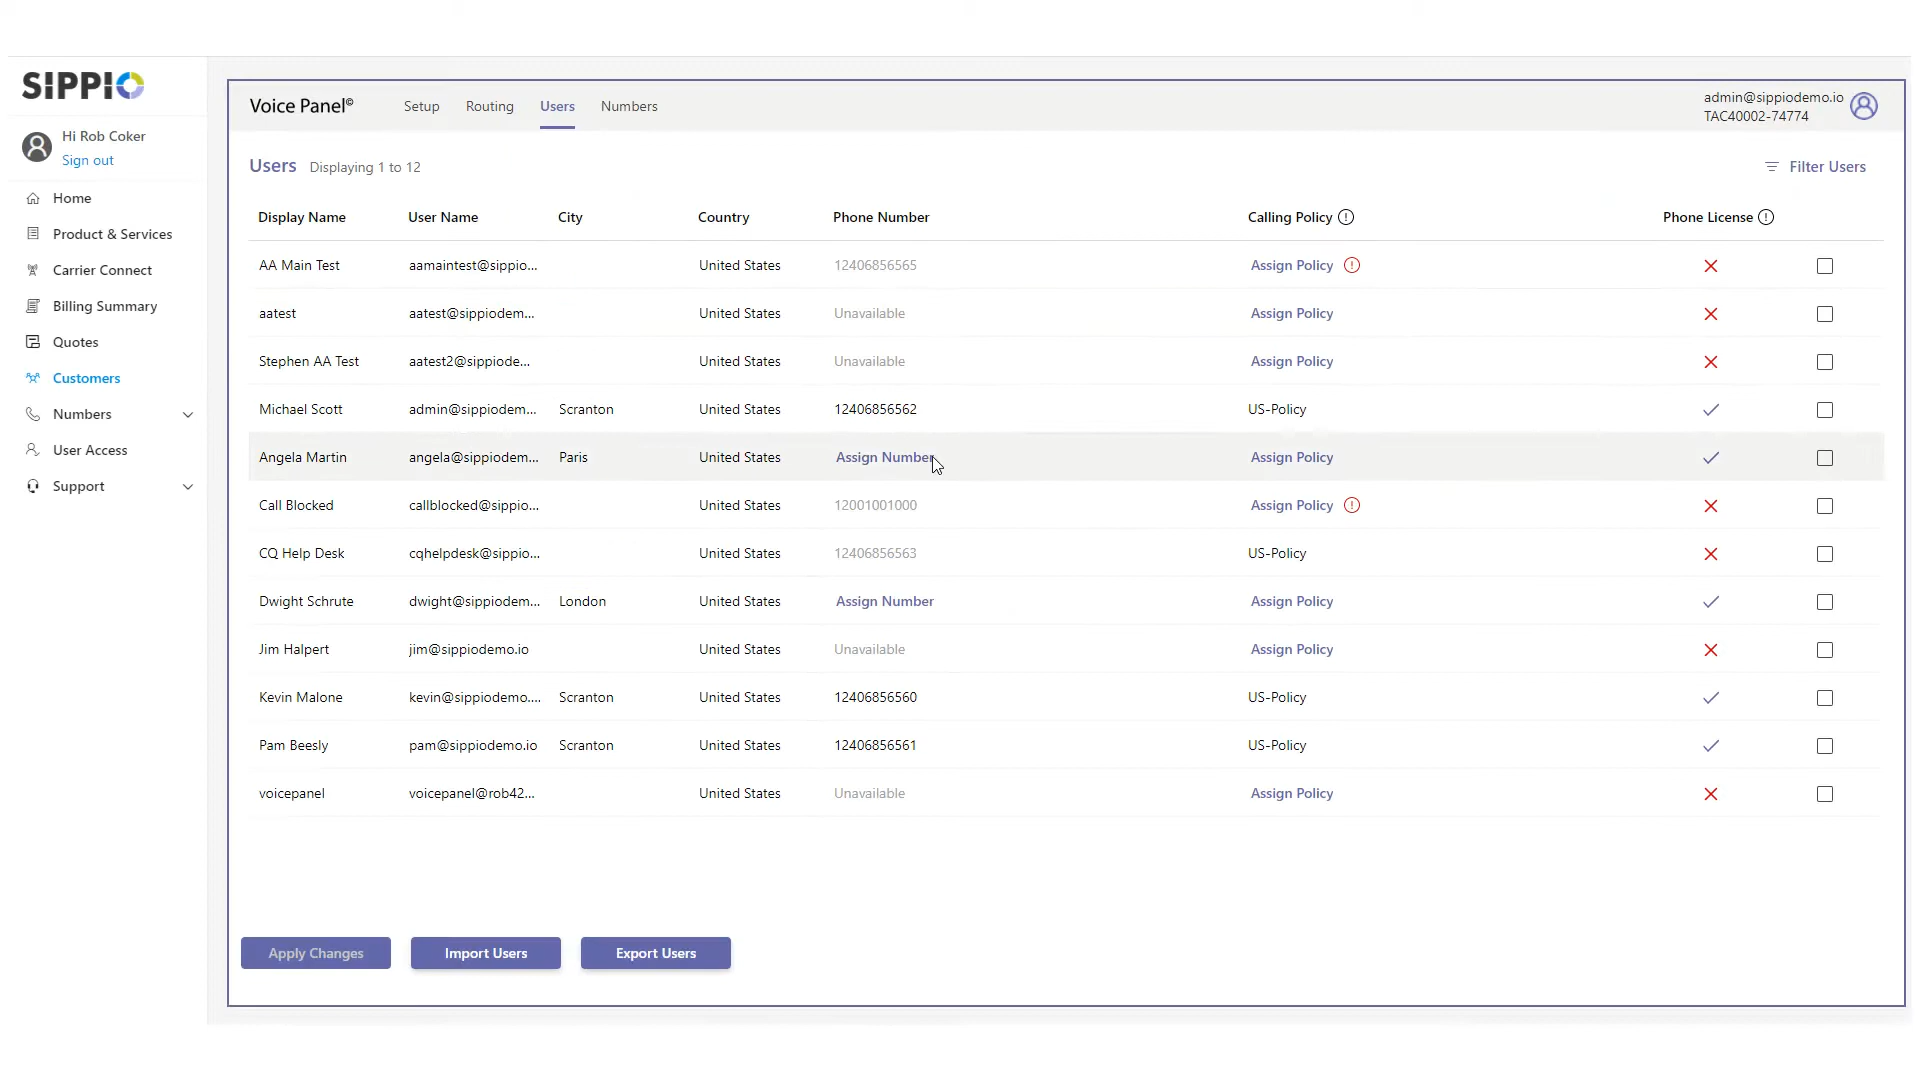 SIPPIO
Hi Rob Coker
Sign out
Home
Product & Services
Carrier Connect
Billing Summary
Quotes
Customers
Numbers
User Access
Support
Voice Panel© Setup Routing Users Numbers
admin@sippiodemo.io
TAC40002-74774
Users Displaying 1 to 12 Filter Users
Display Name User Name City Country Phone Number Calling Policy Phone License
AA Main Test aamaintest@sippio... United States 12406856565 Assign Policy
aatest aatest@sippiodem... United States Unavailable Assign Policy
Stephen AA Test aatest2@sippiode... United States Unavailable Assign Policy
Michael Scott admin@sippiodem... Scranton United States 12406856562 US-Policy
Angela Martin angela@sippiodem... Paris United States Assign Number Assign Policy
Call Blocked callblocked@sippio... United States 12001001000 Assign Policy
CQ Help Desk cqhelpdesk@sippio... United States 12406856563 US-Policy
Dwight Schrute dwight@sippiodem... London United States Assign Number Assign Policy
Jim Halpert jim@sippiodemo.io United States Unavailable Assign Policy
Kevin Malone kevin@sippiodemo.... Scranton United States 12406856560 US-Policy
Pam Beesly pam@sippiodemo.io Scranton United States 12406856561 US-Policy
voicepanel voicepanel@rob42... United States Unavailable Assign Policy
Apply Changes Import Users Export Users